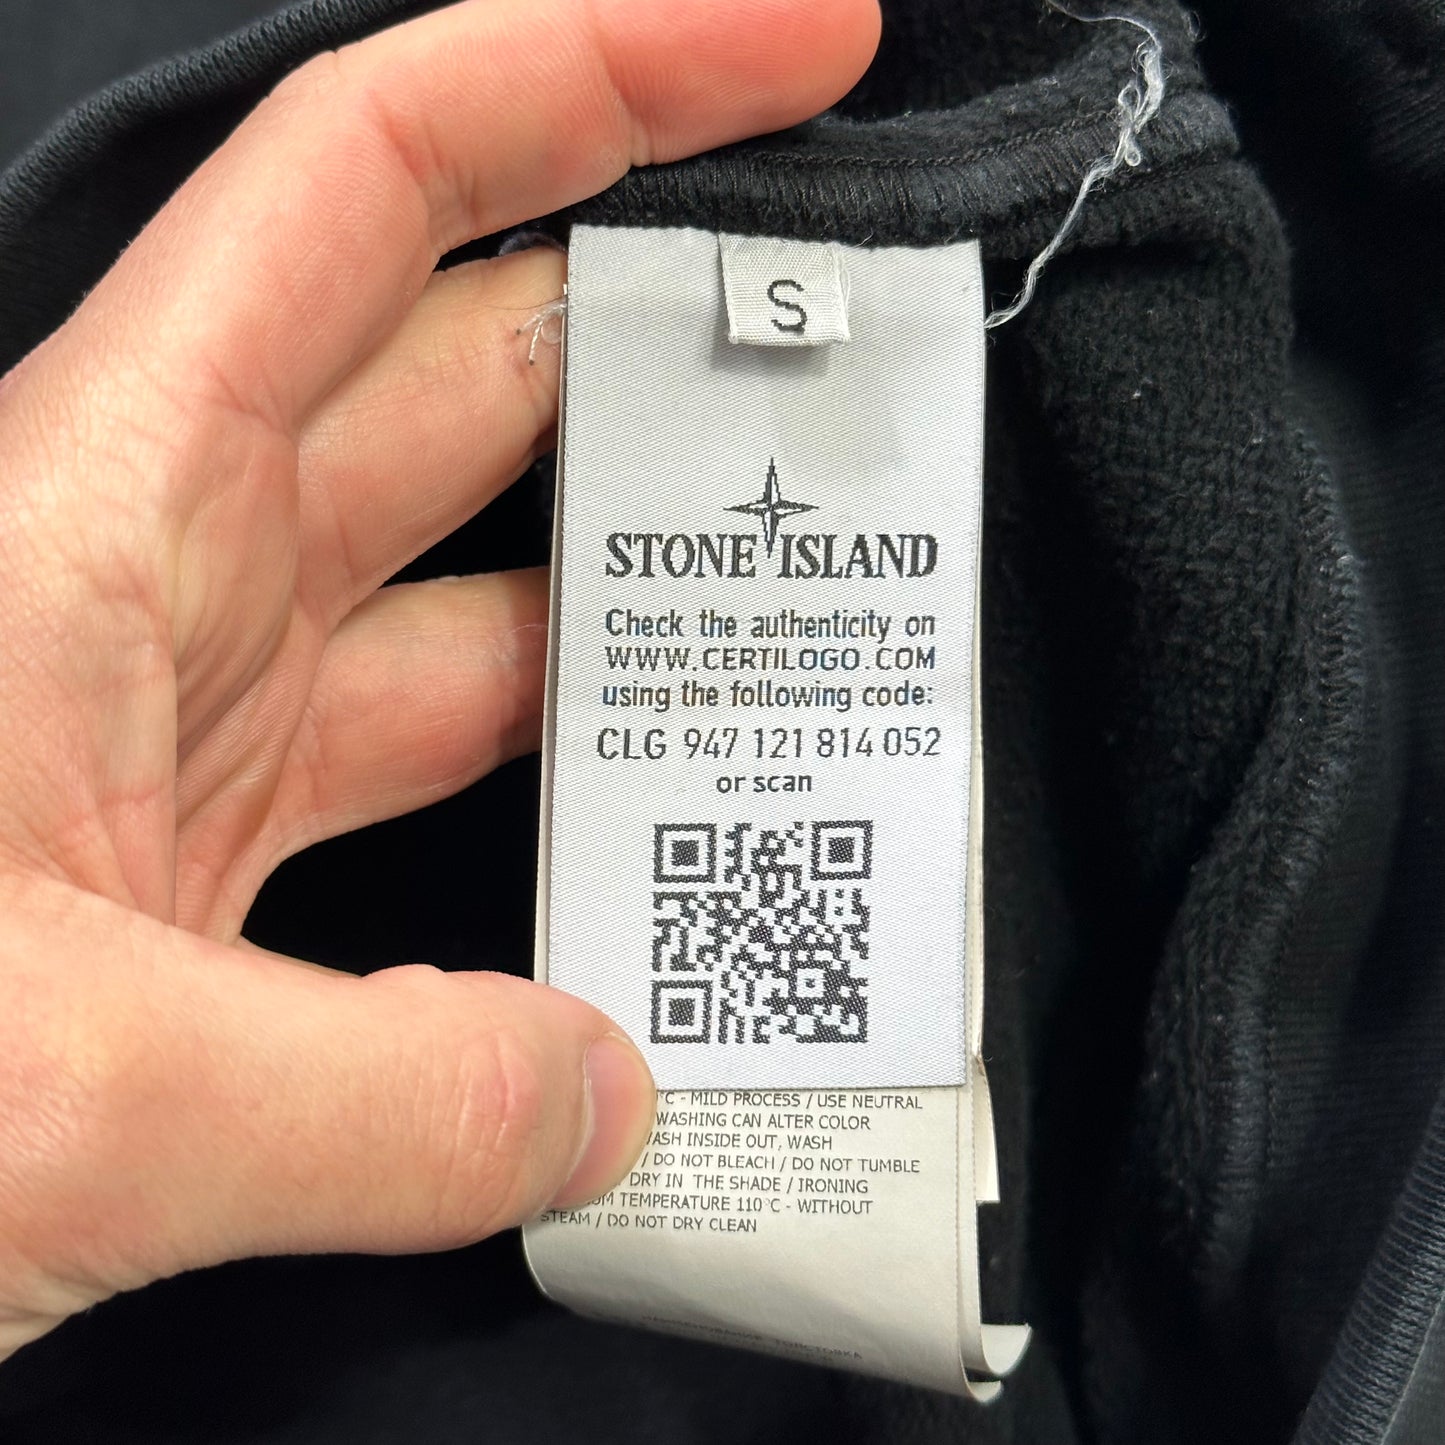 S
STONE ISLAND
Check the authenticity on
WWW.CERTILOGO.COM
using the following code:
CLG 947 121 814 052
or scan
°C - MILD PROCESS / USE NEUTRAL
WASHING CAN ALTER COLOR
WASH INSIDE OUT, WASH
/ DO NOT BLEACH / DO NOT TUMBLE
DRY IN THE SHADE / IRONING
TEMPERATURE 110°C - WITHOUT
STEAM / DO NOT DRY CLEAN
НАИМЕНОВАНИЕ ТОЛСТОВКА